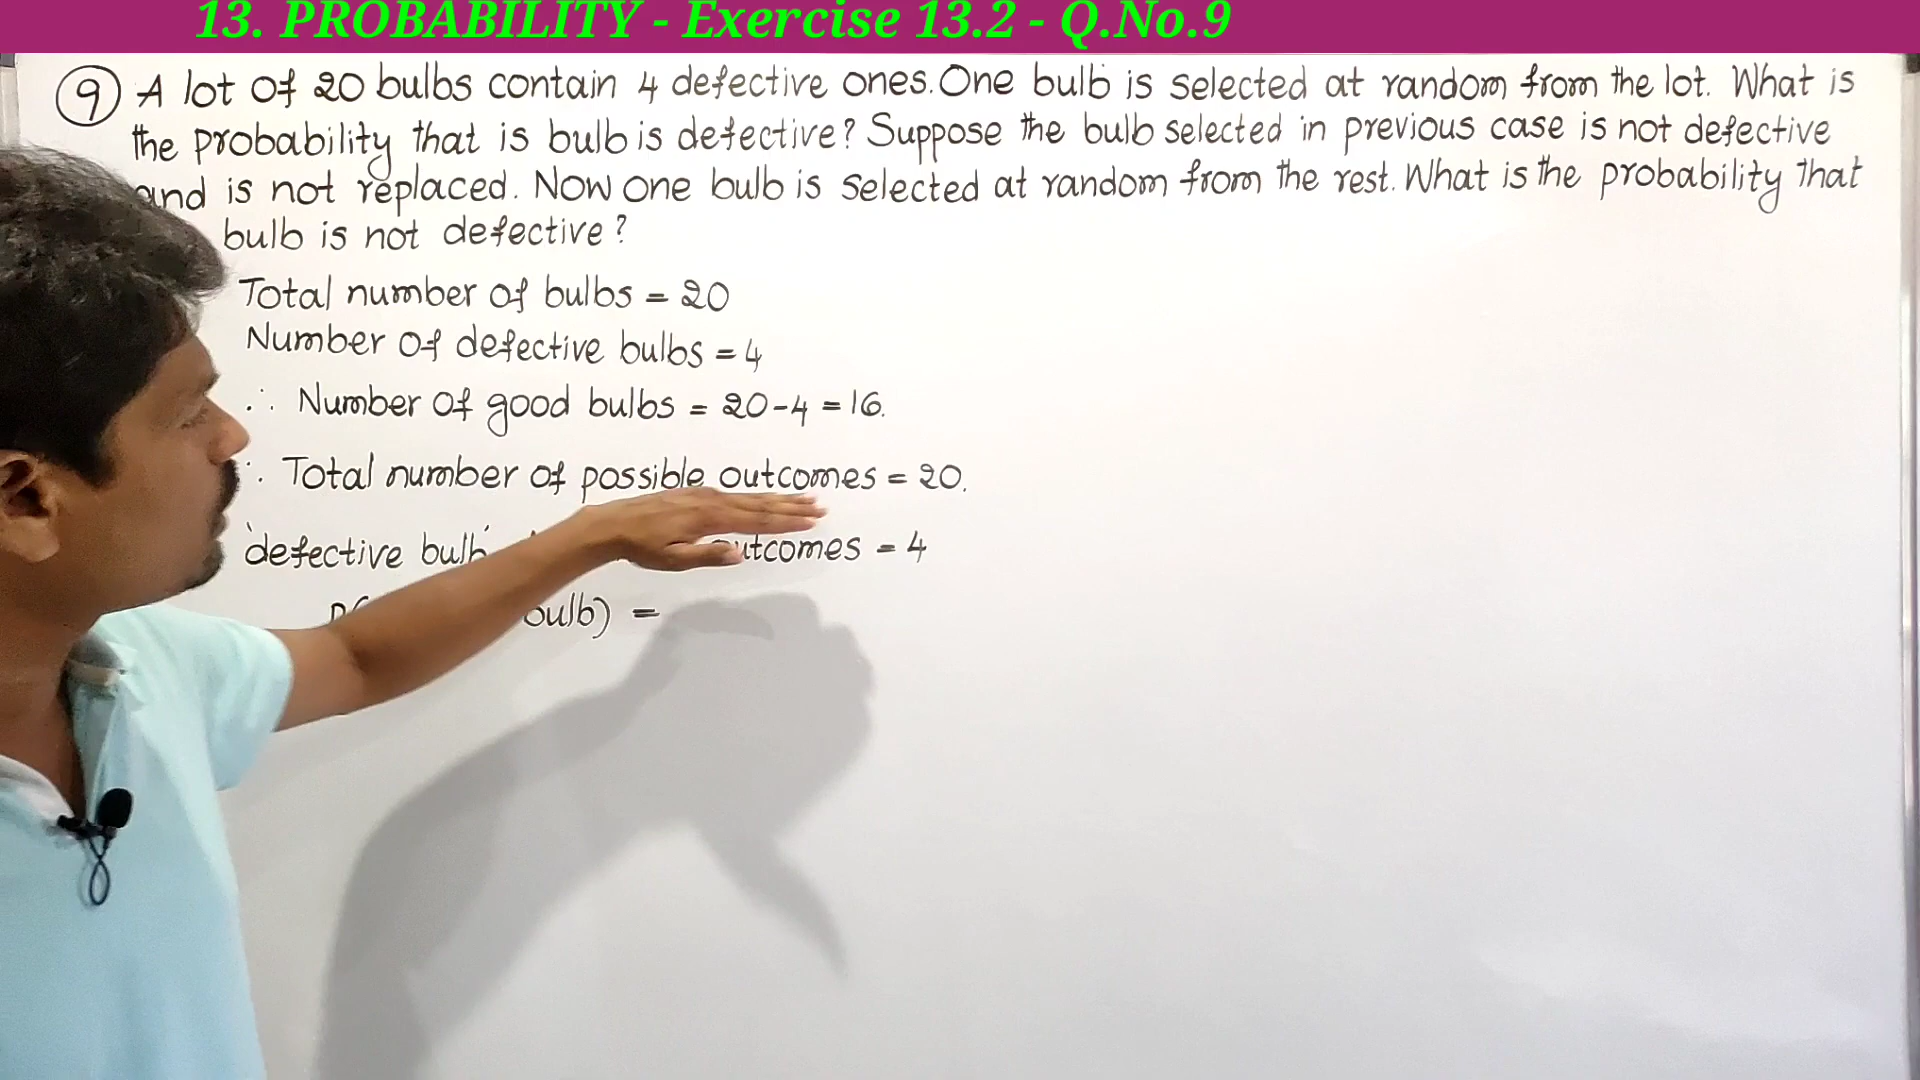 13. PROBABILITY - Exercise 13.2 - Q.No.9
9 A lot of 20 bulbs contain 4 defective ones. One bulb is selected at random from the lot. What is
the probability that is bulb is defective? Suppose the bulb selected in previous case is not defective
and is not replaced. Now one bulb is selected at random from the rest. What is the probability that
bulb is not defective?
Total number of bulbs = 20
Number of defective bulbs = 4
∴ Number of good bulbs = 20-4 = 16.
∴ Total number of possible outcomes = 20.
defective bulb outcomes = 4
bulb) =